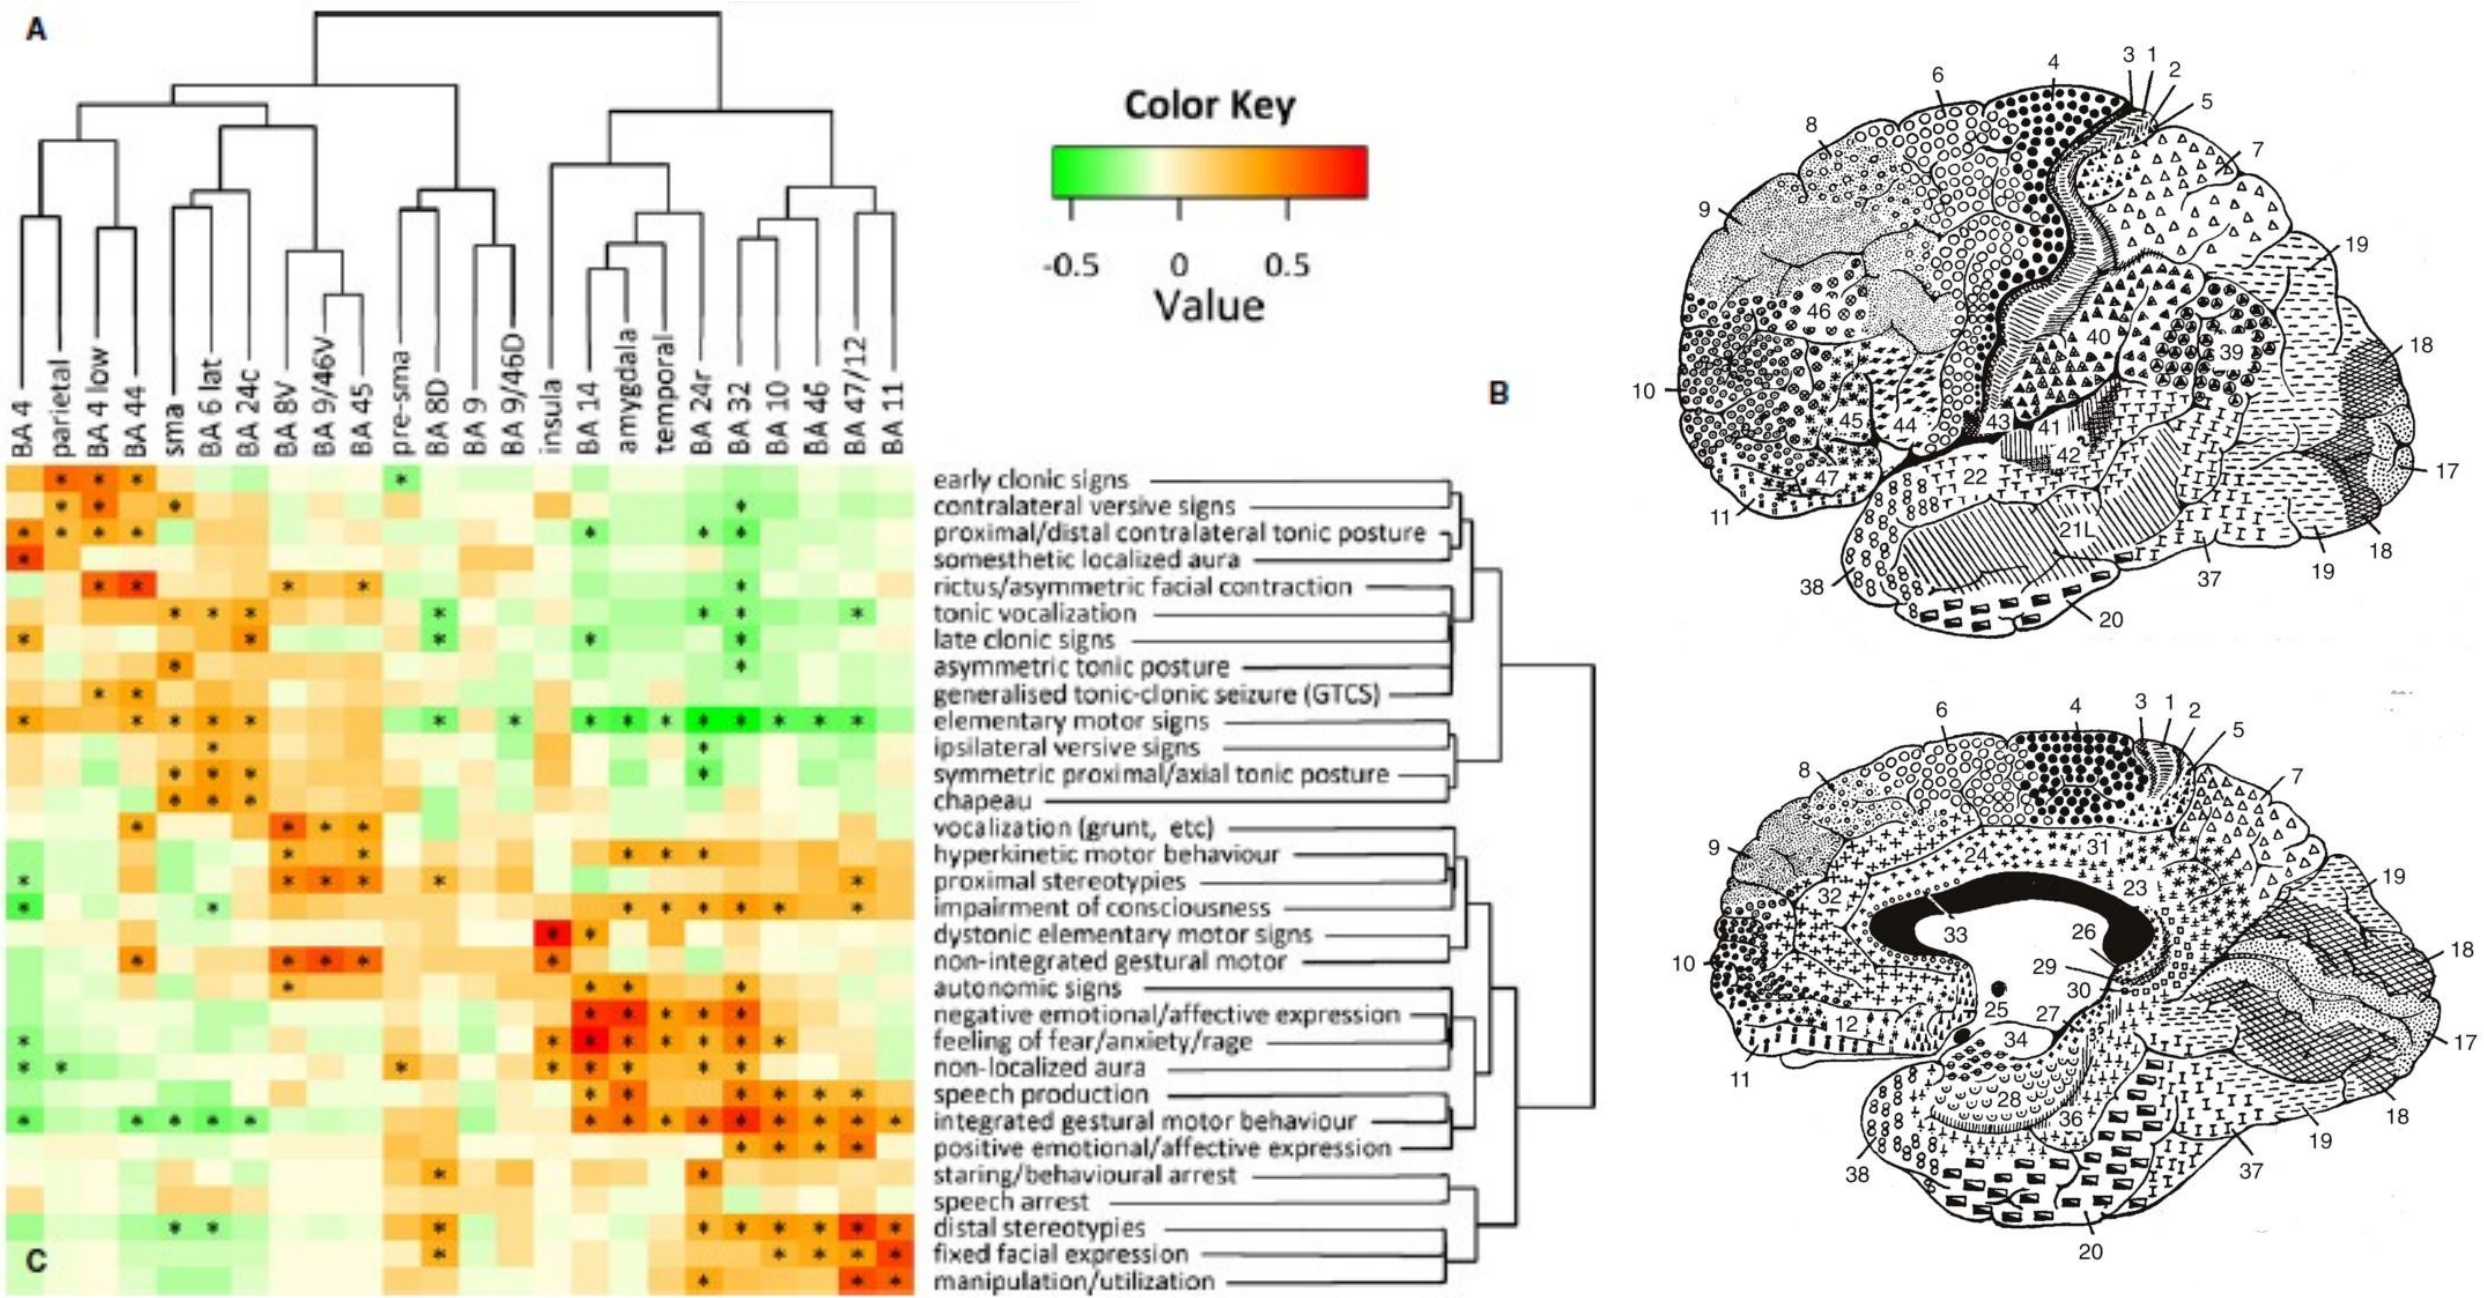 A
Color Key
-0.5 0 0.5
Value
BA 4
parietal
BA 4 low
BA 44
sma
BA 6 lat
BA 24c
BA 8V
BA 9/46V
BA 45
pre-sma
BA 8D
BA 9
BA 9/46D
insula
BA 14
amygdala
temporal
BA 24r
BA 32
BA 10
BA 46
BA 47/12
BA 11
B
early clonic signs
contralateral versive signs
proximal/distal contralateral tonic posture
somesthetic localized aura
rictus/asymmetric facial contraction
tonic vocalization
late clonic signs
asymmetric tonic posture
generalised tonic-clonic seizure (GTCS)
elementary motor signs
ipsilateral versive signs
symmetric proximal/axial tonic posture
chapeau
vocalization (grunt, etc)
hyperkinetic motor behaviour
proximal stereotypies
impairment of consciousness
dystonic elementary motor signs
non-integrated gestural motor
autonomic signs
negative emotional/affective expression
feeling of fear/anxiety/rage
non-localized aura
speech production
integrated gestural motor behaviour
positive emotional/affective expression
staring/behavioural arrest
speech arrest
distal stereotypies
fixed facial expression
manipulation/utilization
C
3 1
4 2
6 5
8 7
9
19
46
40 39 18
10
45 44 43 41
42
22 17
47
11
21L
18
38 37 19
20
3 1
4 2
6 5
8 7
9
24 31
19
32 23
33 26
18
10 29
30
25 27
12 34 17
11
28
36 18
19
38 37
20